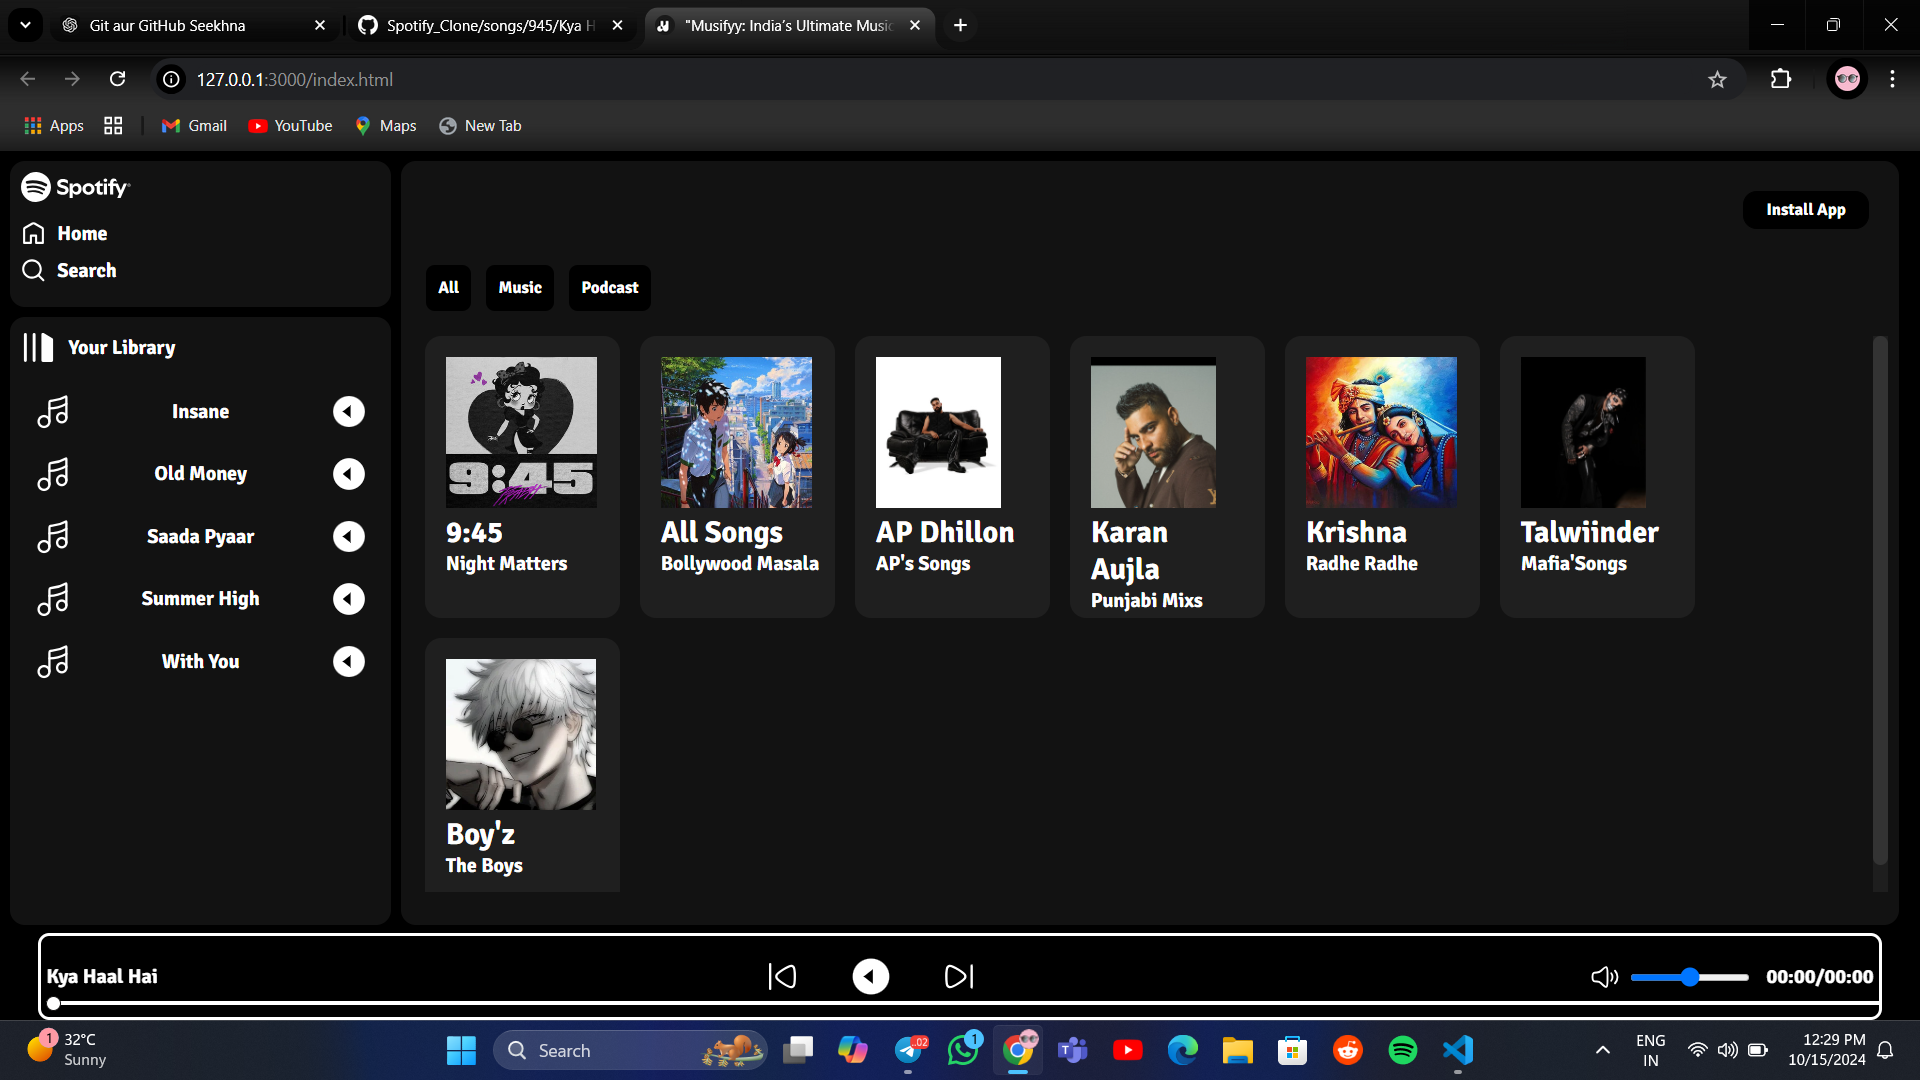 Git aur GitHub Seekhna
Spotify_Clone/songs/945/Kya H
"Musifyy: India's Ultimate Music
127.0.0.1:3000/index.html
Apps
Gmail
YouTube
Maps
New Tab
Spotify
Home
Search
Your Library
Insane
Old Money
Saada Pyaar
Summer High
With You
Install App
All
Music
Podcast
9:45
9:45
Night Matters
All Songs
Bollywood Masala
AP Dhillon
AP's Songs
Karan
Aujla
Punjabi Mixs
Krishna
Radhe Radhe
Talwiinder
Mafia'Songs
Boy'z
The Boys
Kya Haal Hai
00:00/00:00
1
32°C
Sunny
Search
..02
1
ENG
IN
12:29 PM
10/15/2024